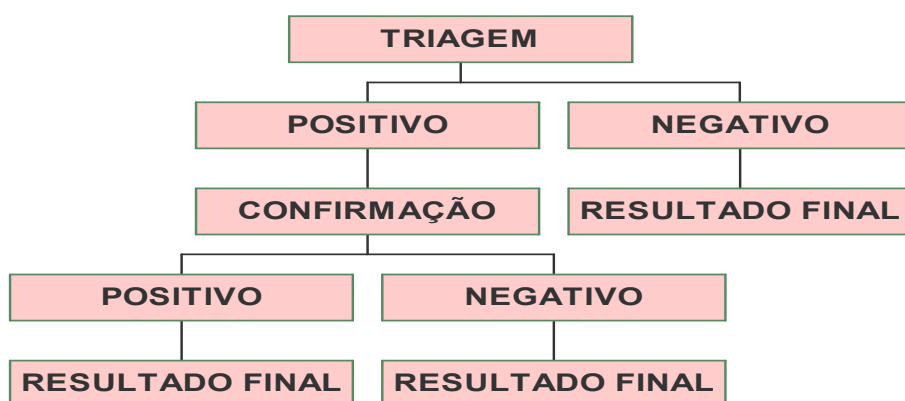 TRIAGEM
POSITIVO
NEGATIVO
CONFIRMAÇÃO
RESULTADO FINAL
POSITIVO
NEGATIVO
RESULTADO FINAL
RESULTADO FINAL